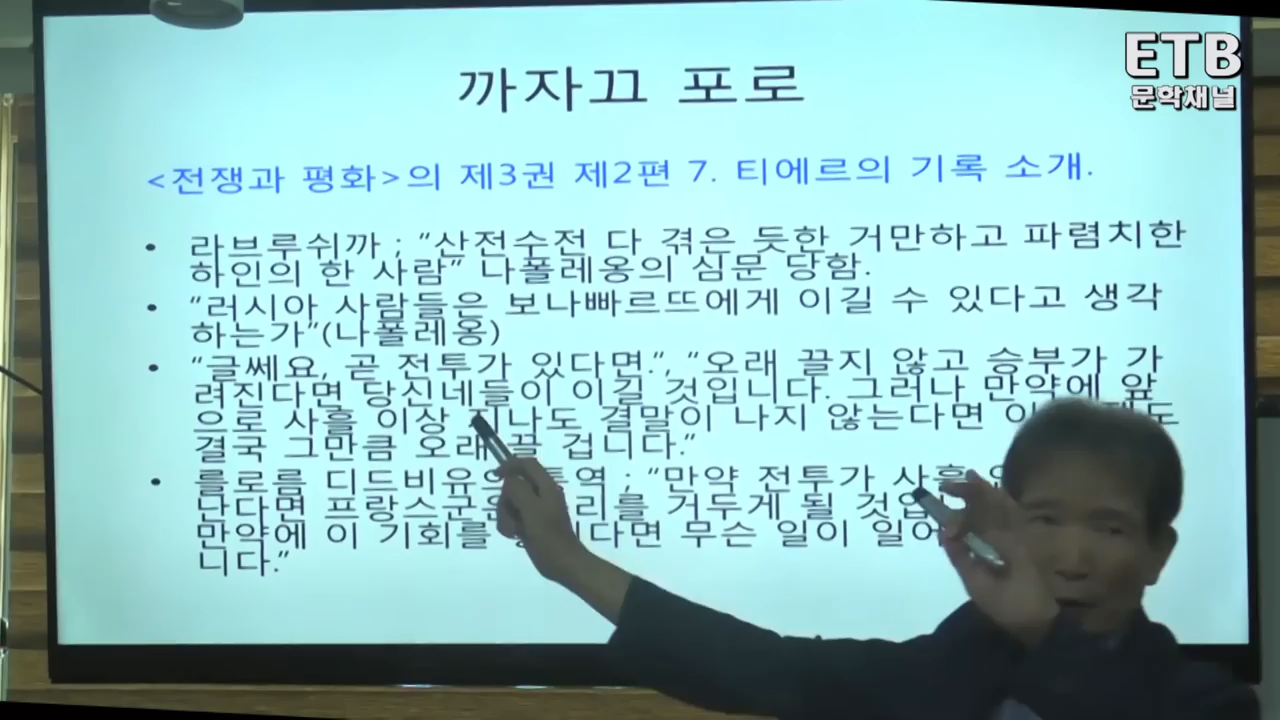 ETB
문학채널
까자끄 포로
<전쟁과 평화>의 제3권 제2편 7. 티에르의 기록 소개.
• 라브루쉬까 ; "산전수전 다 겪은 듯한 거만하고 파렴치한
하인의 한 사람" 나폴레옹의 심문 당함.
• "러시아 사람들은 보나빠르뜨에게 이길 수 있다고 생각
하는가"(나폴레옹)
• "글쎄요, 곧 전투가 있다면.", "오래 끌지 않고 승부가 가
려진다면 당신네들이 이길 것입니다. 그러나 만약에 앞
으로 사흘 이상 지나도 결말이 나지 않는다면
결국 그만큼 오래 끌 겁니다."
• 를로름 디드비유의 통역 ; "만약 전투가 사흘
난다면 프랑스군은 거두게 될
만약에 이 기회를 무슨 일이
니다."